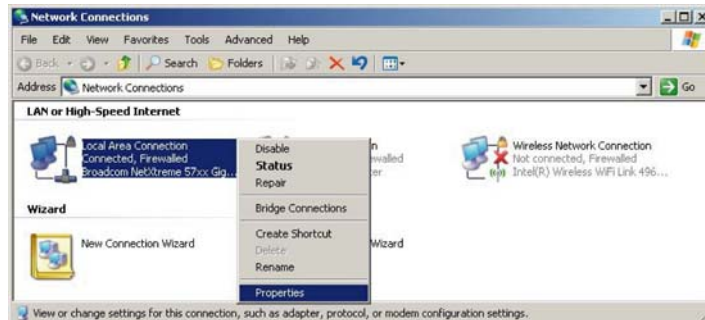 Network Connections
File Edit View Favorites Tools Advanced Help
Back Search Folders
Address Network Connections Go
LAN or High-Speed Internet
Local Area Connection
Connected, Firewalled
Broadcom NetXtreme 57xx Gig...
Disable
Status
Repair
Bridge Connections
Create Shortcut
Delete
Rename
Properties
n
ewalled
ter
Wireless Network Connection
Not connected, Firewalled
Intel(R) Wireless WiFi Link 496...
Wizard
New Connection Wizard
Wizard
View or change settings for this connection, such as adapter, protocol, or modem configuration settings.